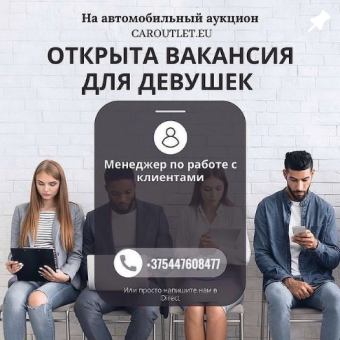 На автомобильный аукцион
CAROUTLET.EU
ОТКРЫТА ВАКАНСИЯ
ДЛЯ ДЕВУШЕК
Менеджер по работе с
клиентами
+375447608477
Или просто напишите нам в
Direct